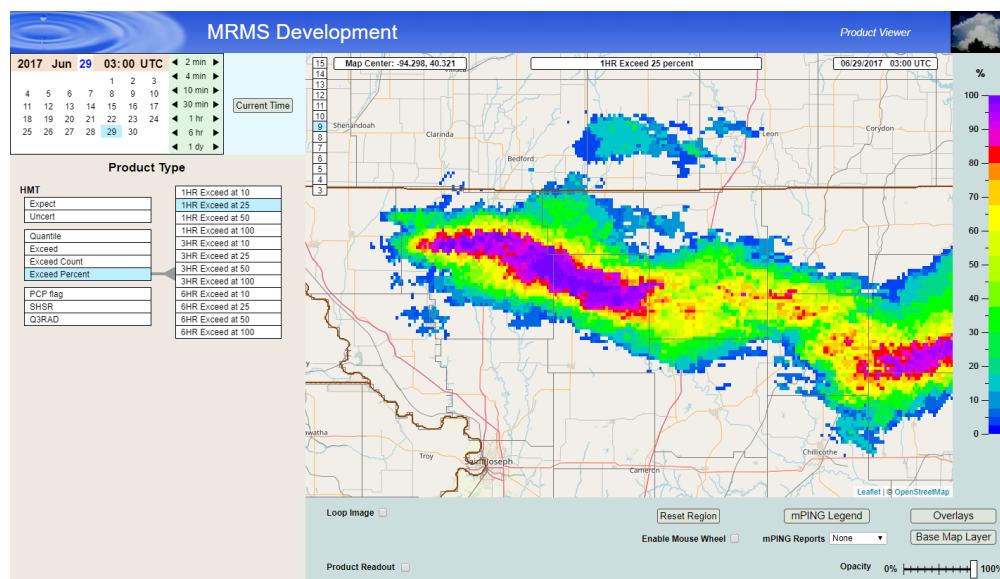 MRMS Development
Product Viewer
2017 Jun 29 03:00 UTC
1 2 3
4 5 6 7 8 9 10
11 12 13 14 15 16 17
18 19 20 21 22 23 24
25 26 27 28 29 30
◀ 2 min ▶
◀ 4 min ▶
◀ 10 min ▶
◀ 30 min ▶
◀ 1 hr ▶
◀ 6 hr ▶
◀ 1 dy ▶
Current Time
Product Type
HMT
Expect
Uncert
Quantile
Exceed
Exceed Count
Exceed Percent
PCP flag
SHSR
Q3RAD
1HR Exceed at 10
1HR Exceed at 25
1HR Exceed at 50
1HR Exceed at 100
3HR Exceed at 10
3HR Exceed at 25
3HR Exceed at 50
3HR Exceed at 100
6HR Exceed at 10
6HR Exceed at 25
6HR Exceed at 50
6HR Exceed at 100
15
14
13
12
11
10
9
8
7
6
5
4
3
Map Center: -94.298, 40.321
1HR Exceed 25 percent
06/29/2017 03:00 UTC
Shenandoah
Clarinda
Bedford
Leon
Corydon
Troy
Saint Joseph
Cameron
Chillicothe
Leaflet | © OpenStreetMap
%
100
90
80
70
60
50
40
30
20
10
0
Loop Image
Reset Region
mPING Legend
Overlays
Enable Mouse Wheel
mPING Reports None
Base Map Layer
Product Readout
Opacity 0% 100%